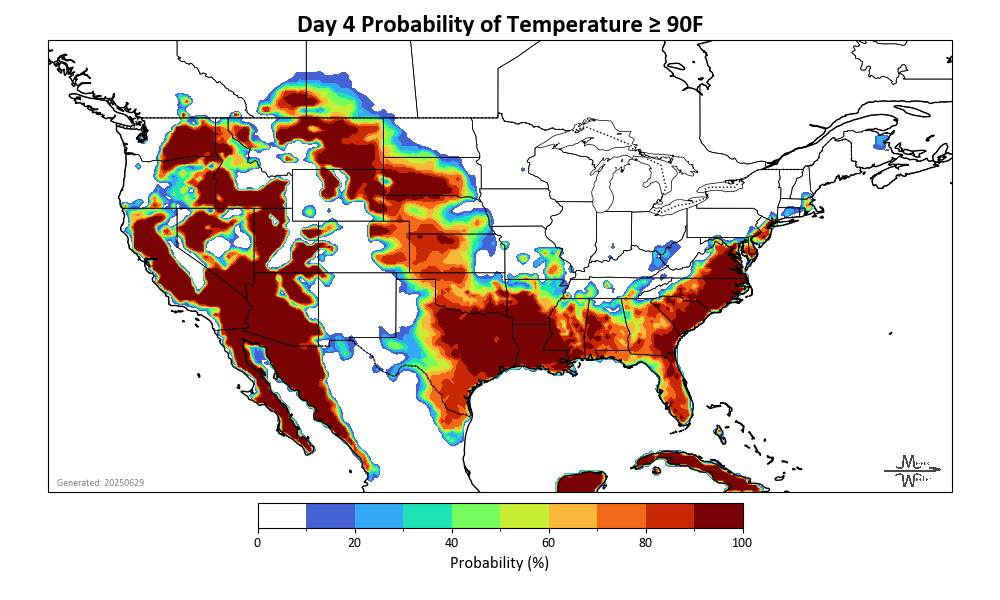 Day 4 Probability of Temperature ≥ 90F
Generated: 20250629
0 20 40 60 80 100
Probability (%)